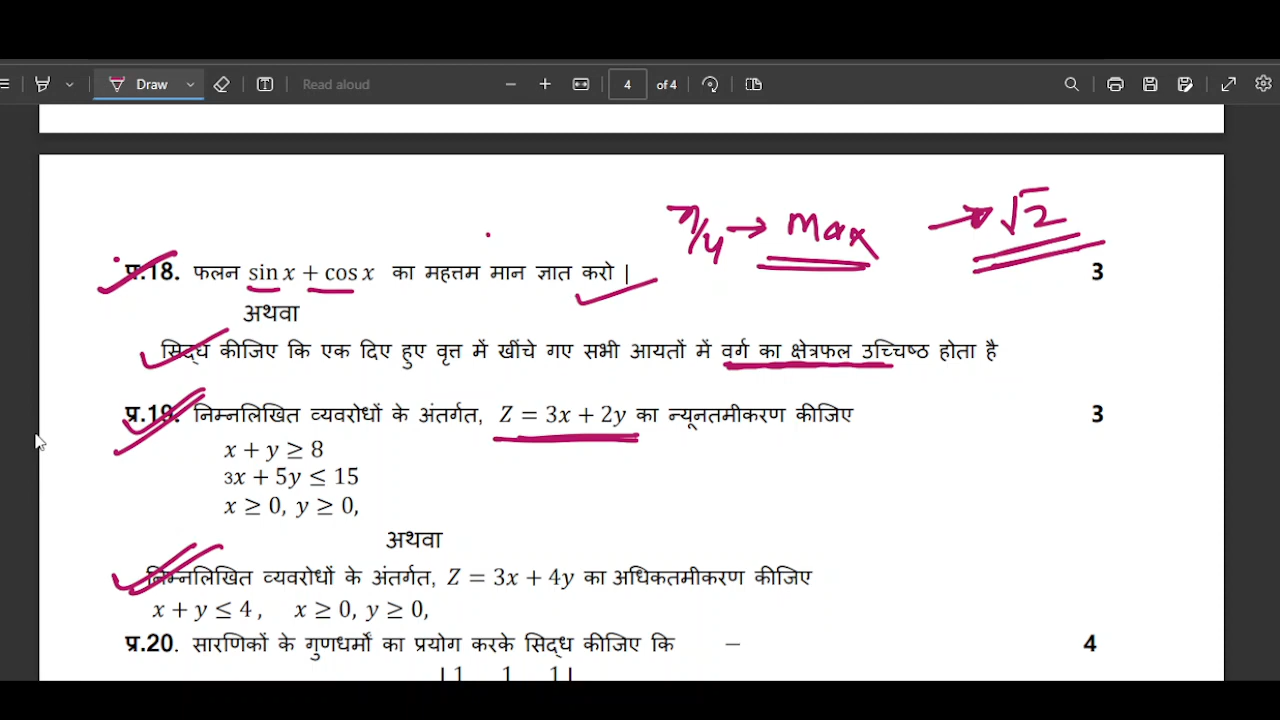 Draw
Read aloud
4 of 4
π/4 → max → √2
प्र.18. फलन sin x + cos x का महत्तम मान ज्ञात करो | 3
अथवा
सिद्ध कीजिए कि एक दिए हुए वृत्त में खींचे गए सभी आयतों में वर्ग का क्षेत्रफल उच्चिष्ठ होता है
प्र.19. निम्नलिखित व्यवरोधों के अंतर्गत, Z = 3x + 2y का न्यूनतमीकरण कीजिए 3
x + y ≥ 8
3x + 5y ≤ 15
x ≥ 0, y ≥ 0,
अथवा
निम्नलिखित व्यवरोधों के अंतर्गत, Z = 3x + 4y का अधिकतमीकरण कीजिए
x + y ≤ 4, x ≥ 0, y ≥ 0,
प्र.20. सारणिकों के गुणधर्मों का प्रयोग करके सिद्ध कीजिए कि – 4
|1 1 1|